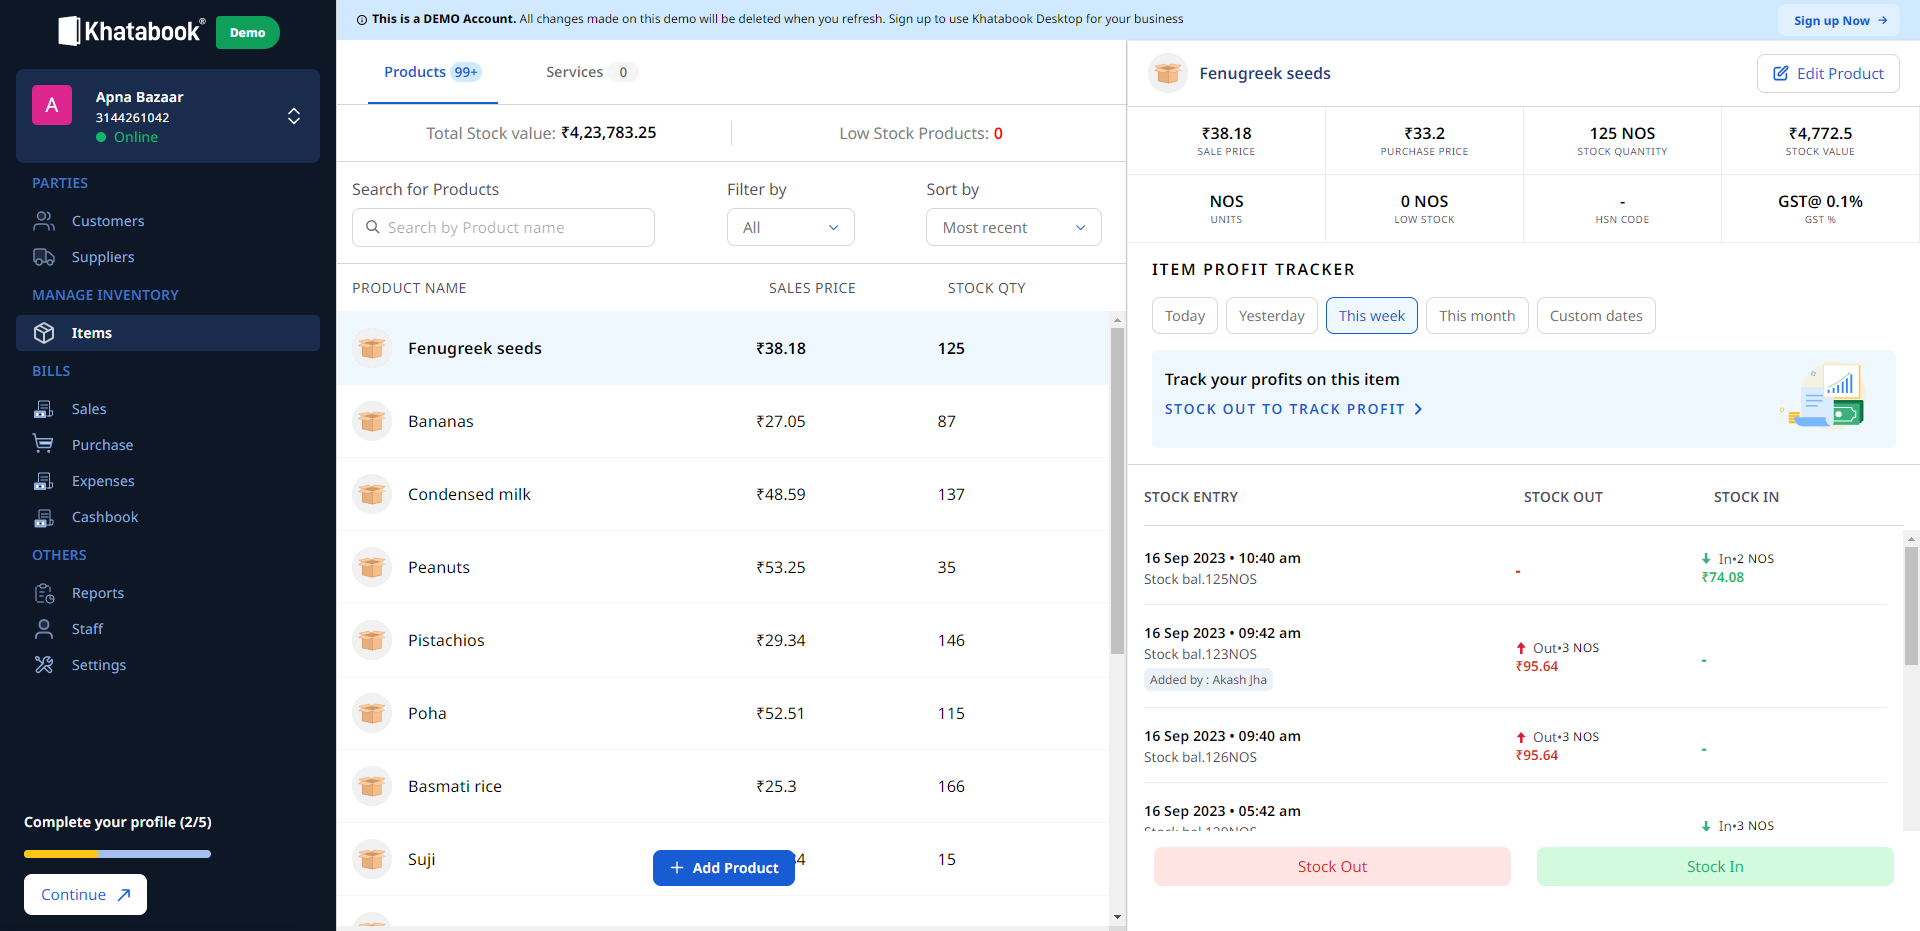 Khatabook®
Demo
This is a DEMO Account. All changes made on this demo will be deleted when you refresh. Sign up to use Khatabook Desktop for your business
Sign up Now
A
Apna Bazaar
3144261042
Online
PARTIES
Customers
Suppliers
MANAGE INVENTORY
Items
BILLS
Sales
Purchase
Expenses
Cashbook
OTHERS
Reports
Staff
Settings
Complete your profile (2/5)
Continue
Products 99+
Services 0
Total Stock value: ₹4,23,783.25
Low Stock Products: 0
Search for Products
Filter by
Sort by
Search by Product name
All
Most recent
PRODUCT NAME SALES PRICE STOCK QTY
Fenugreek seeds ₹38.18 125
Bananas ₹27.05 87
Condensed milk ₹48.59 137
Peanuts ₹53.25 35
Pistachios ₹29.34 146
Poha ₹52.51 115
Basmati rice ₹25.3 166
Suji 4 15
+ Add Product
Fenugreek seeds
Edit Product
₹38.18 ₹33.2 125 NOS ₹4,772.5
SALE PRICE PURCHASE PRICE STOCK QUANTITY STOCK VALUE
NOS 0 NOS - GST@ 0.1%
UNITS LOW STOCK HSN CODE GST %
ITEM PROFIT TRACKER
Today Yesterday This week This month Custom dates
Track your profits on this item
STOCK OUT TO TRACK PROFIT
STOCK ENTRY STOCK OUT STOCK IN
16 Sep 2023 • 10:40 am
Stock bal.125NOS
-
In•2 NOS
₹74.08
16 Sep 2023 • 09:42 am
Stock bal.123NOS
Added by : Akash Jha
Out•3 NOS
₹95.64
-
16 Sep 2023 • 09:40 am
Stock bal.126NOS
Out•3 NOS
₹95.64
-
16 Sep 2023 • 05:42 am
Stock bal.129NOS
In•3 NOS
Stock Out
Stock In